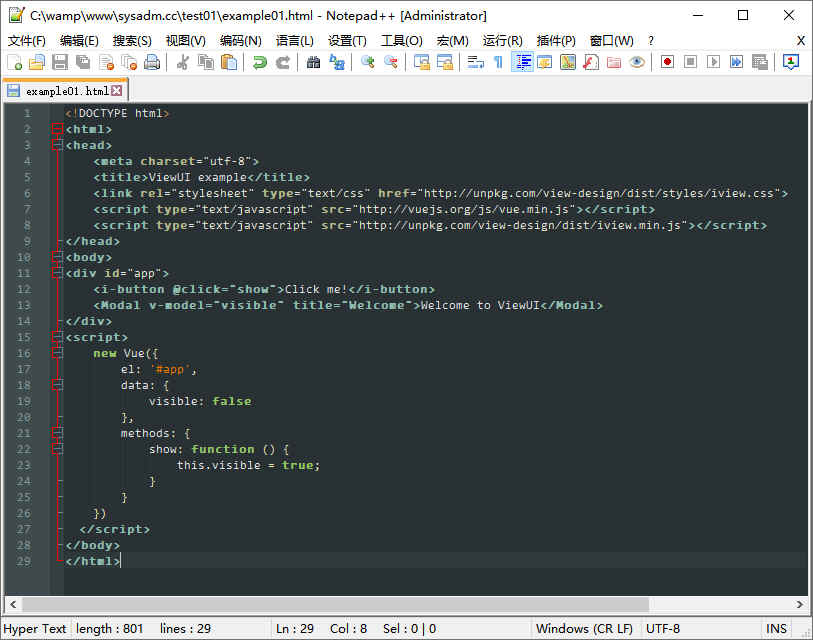 C:\wamp\www\sysadm.cc\test01\example01.html - Notepad++ [Administrator]
文件(F) 编辑(E) 搜索(S) 视图(V) 编码(N) 语言(L) 设置(T) 工具(O) 宏(M) 运行(R) 插件(P) 窗口(W) ? X
example01.html
1 <!DOCTYPE html>
2 <html>
3 <head>
4 <meta charset="utf-8">
5 <title>ViewUI example</title>
6 <link rel="stylesheet" type="text/css" href="http://unpkg.com/view-design/dist/styles/iview.css">
7 <script type="text/javascript" src="http://vuejs.org/js/vue.min.js"></script>
8 <script type="text/javascript" src="http://unpkg.com/view-design/dist/iview.min.js"></script>
9 </head>
10 <body>
11 <div id="app">
12 <i-button @click="show">Click me!</i-button>
13 <Modal v-model="visible" title="Welcome">Welcome to ViewUI</Modal>
14 </div>
15 <script>
16 new Vue({
17 el: '#app',
18 data: {
19 visible: false
20 },
21 methods: {
22 show: function () {
23 this.visible = true;
24 }
25 }
26 })
27 </script>
28 </body>
29 </html>
Hyper Text length : 801 lines : 29 Ln : 29 Col : 8 Sel : 0 | 0 Windows (CR LF) UTF-8 INS